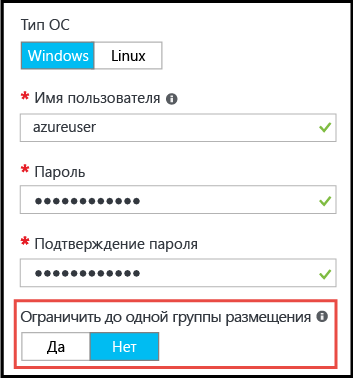 Тип ОС
Windows Linux
* Имя пользователя
azureuser
* Пароль
●●●●●●●●●●●●
* Подтверждение пароля
●●●●●●●●●●●●
Ограничить до одной группы размещения
Да Нет